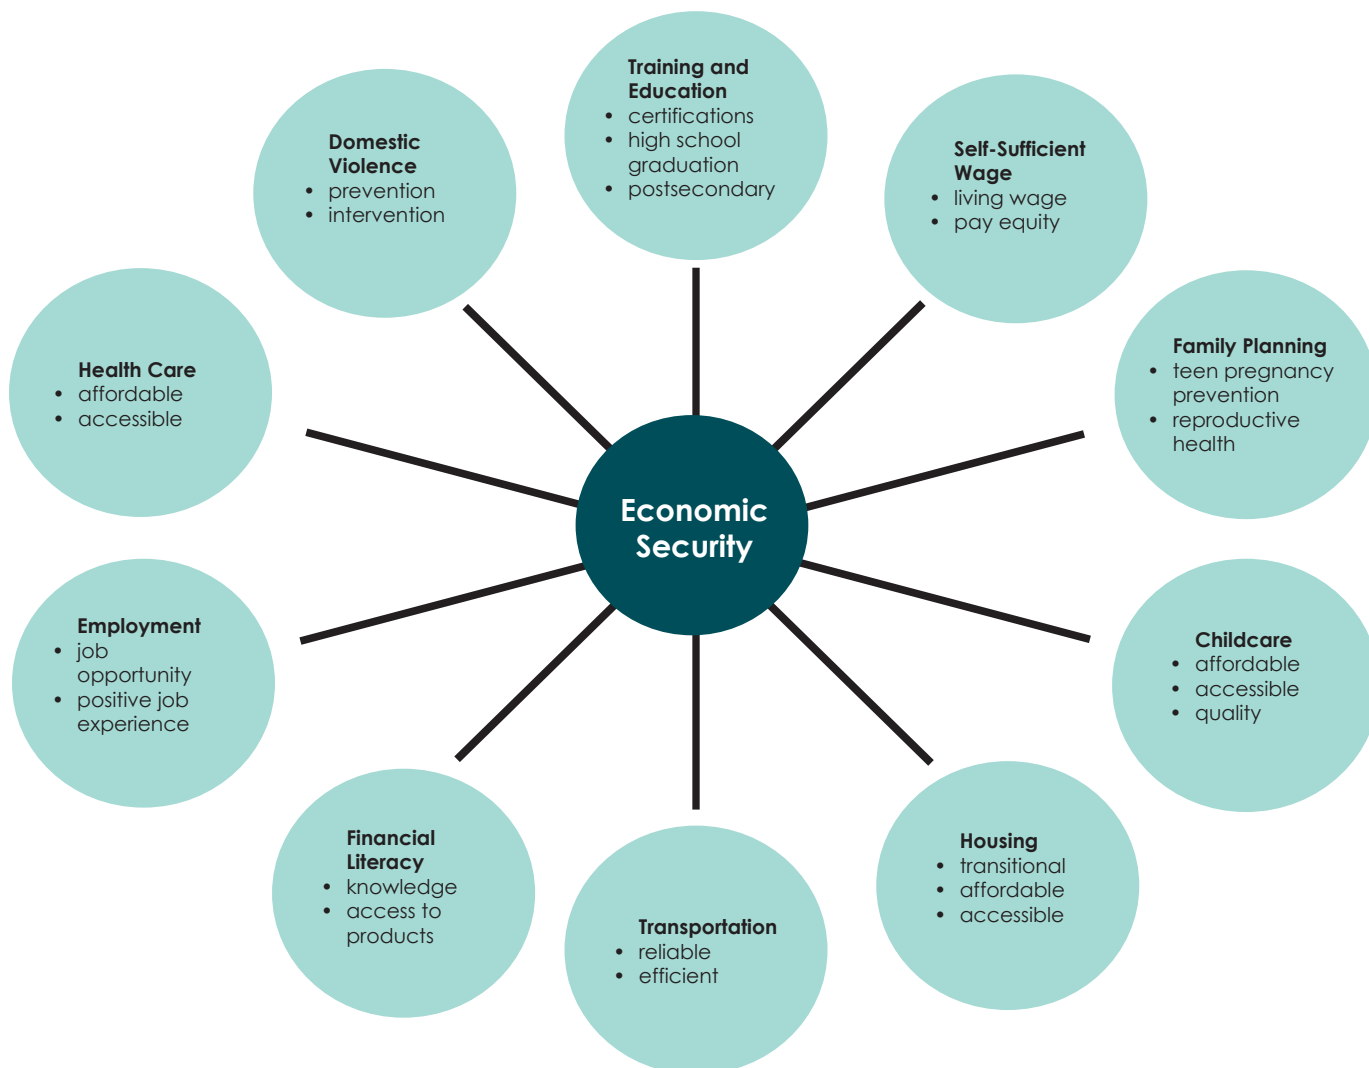 Training and
Education
• certifications
• high school
graduation
• postsecondary
Domestic
Violence
• prevention
• intervention
Self-Sufficient
Wage
• living wage
• pay equity
Health Care
• affordable
• accessible
Family Planning
• teen pregnancy
prevention
• reproductive
health
Economic
Security
Employment
• job
opportunity
• positive job
experience
Childcare
• affordable
• accessible
• quality
Financial
Literacy
• knowledge
• access to
products
Housing
• transitional
• affordable
• accessible
Transportation
• reliable
• efficient